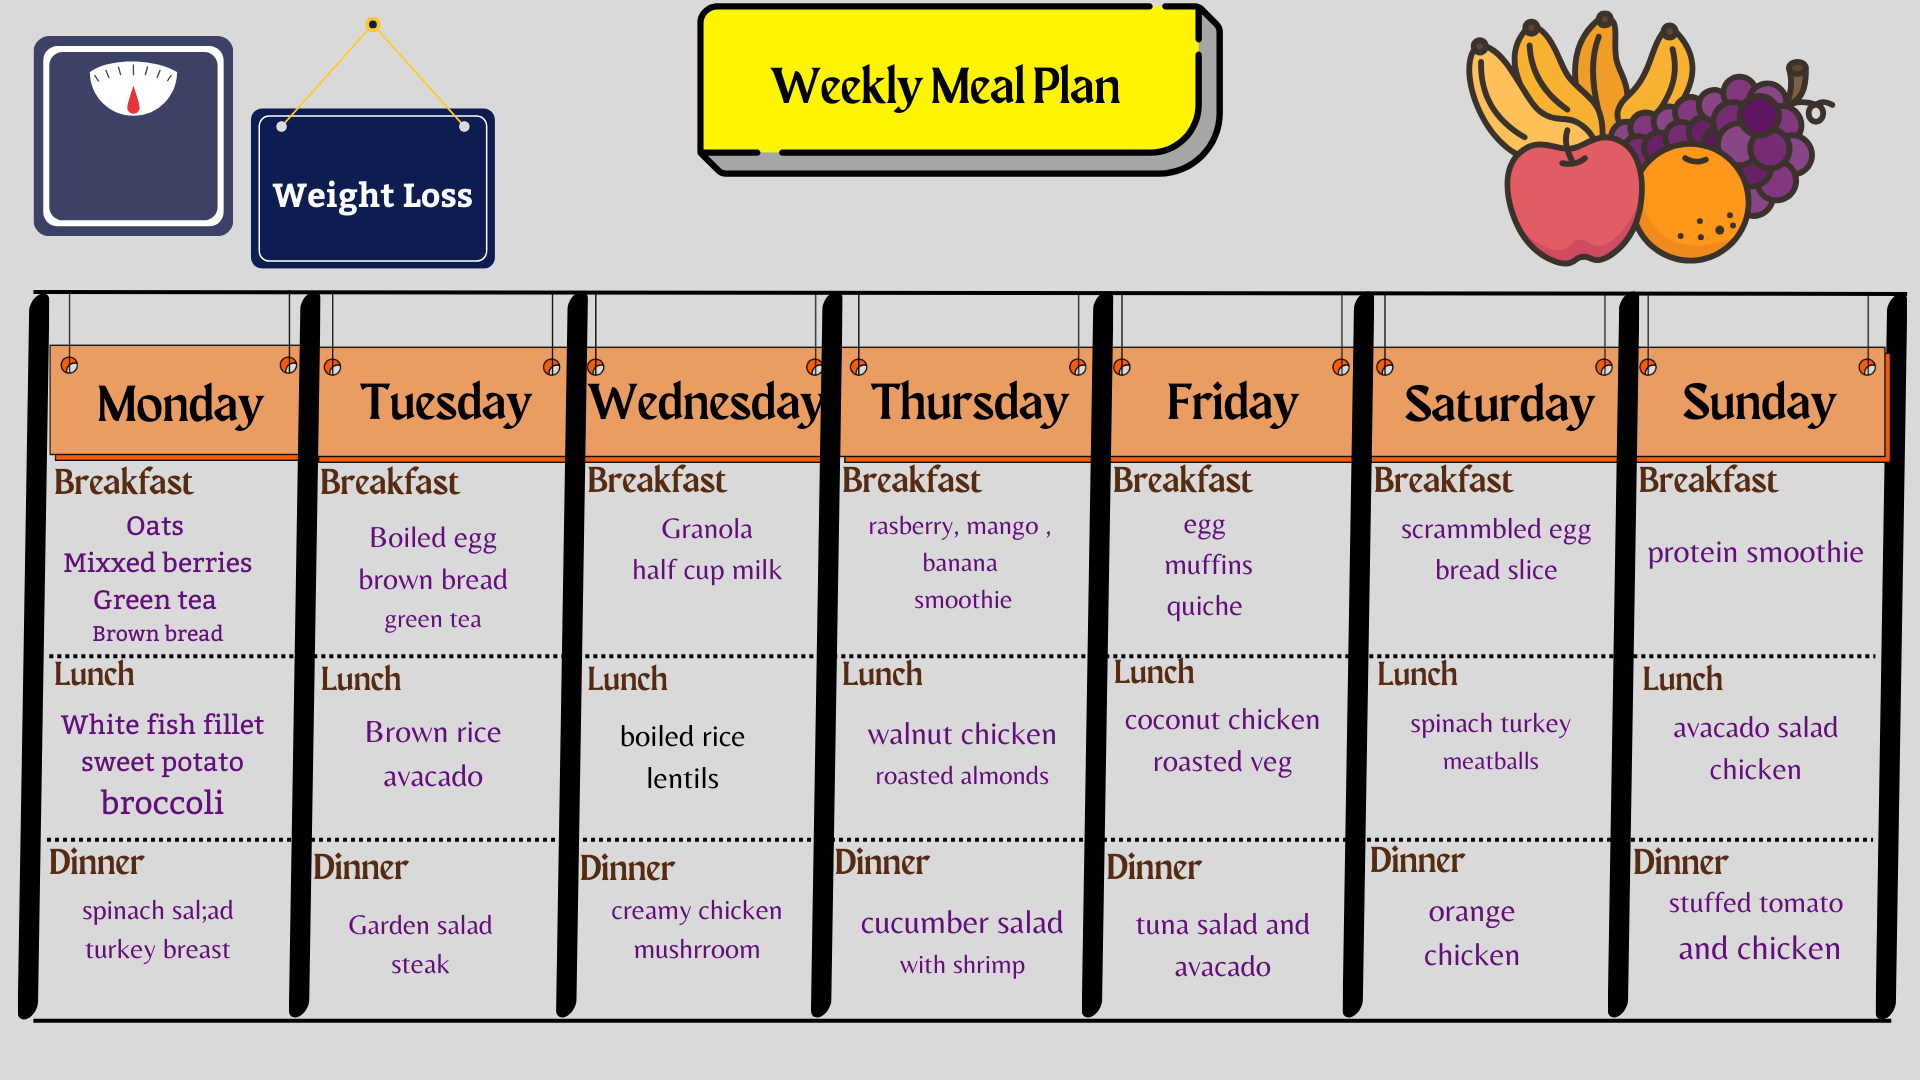 Weekly Meal Plan
Weight Loss
Monday
Tuesday
Wednesday
Thursday
Friday
Saturday
Sunday
Breakfast
Oats
Mixxed berries
Green tea
Brown bread
Breakfast
Boiled egg
brown bread
green tea
Breakfast
Granola
half cup milk
Breakfast
rasberry, mango ,
banana
smoothie
Breakfast
egg
muffins
quiche
Breakfast
scrammbled egg
bread slice
Breakfast
protein smoothie
Lunch
White fish fillet
sweet potato
broccoli
Lunch
Brown rice
avacado
Lunch
boiled rice
lentils
Lunch
walnut chicken
roasted almonds
Lunch
coconut chicken
roasted veg
Lunch
spinach turkey
meatballs
Lunch
avacado salad
chicken
Dinner
spinach sal;ad
turkey breast
Dinner
Garden salad
steak
Dinner
creamy chicken
mushrroom
Dinner
cucumber salad
with shrimp
Dinner
tuna salad and
avacado
Dinner
orange
chicken
Dinner
stuffed tomato
and chicken